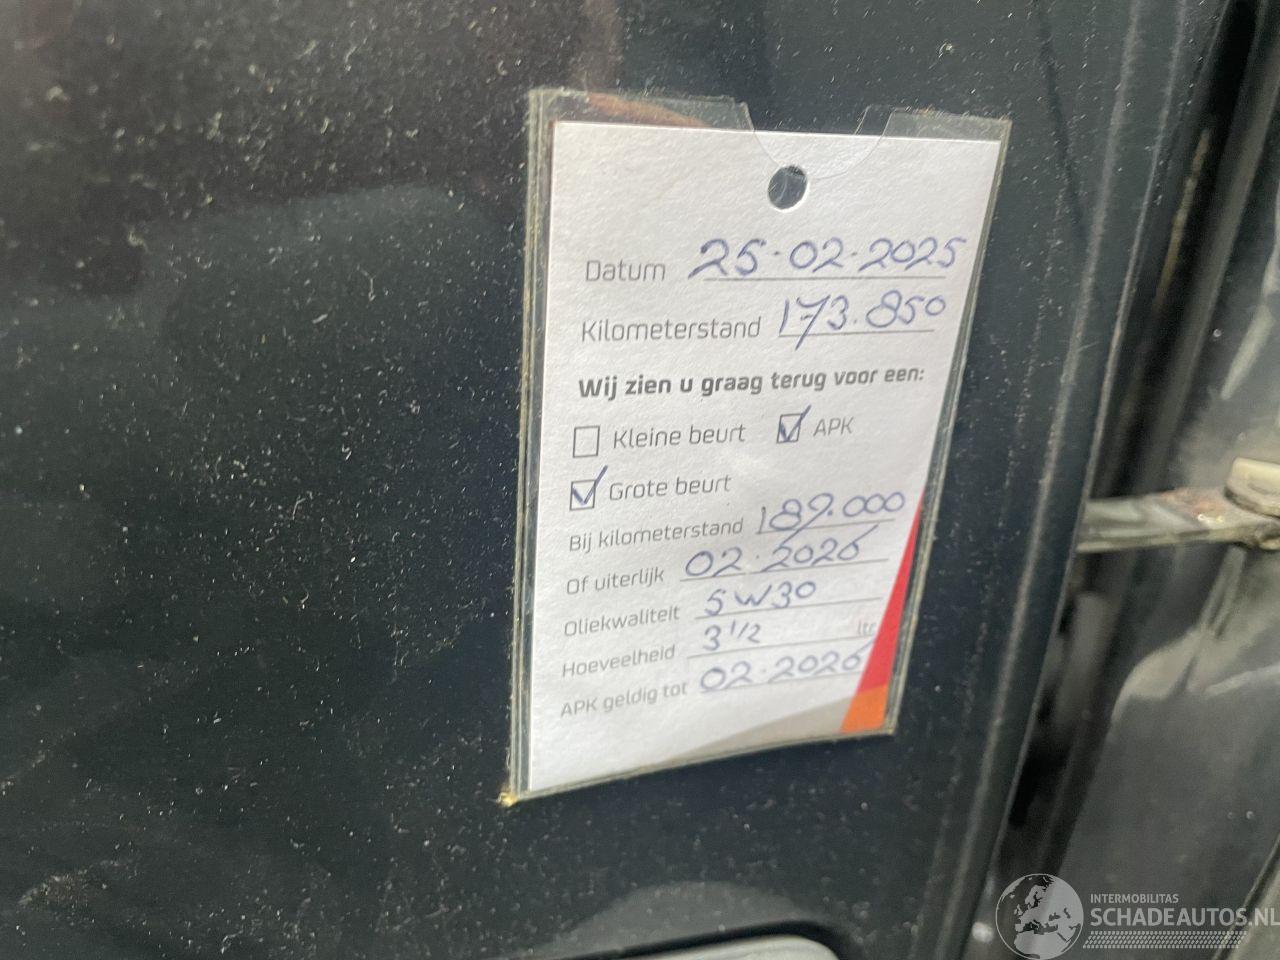 Datum 25-02-2025
Kilometerstand 173.850
Wij zien u graag terug voor een:
Kleine beurt APK
Grote beurt
Bij kilometerstand 189.000
Of uiterlijk 02-2026
Oliekwaliteit 5W30
Hoeveelheid 3 1/2 ltr
APK geldig tot 02-2026
INTERMOBILITAS
SCHADEAUTOS.NL